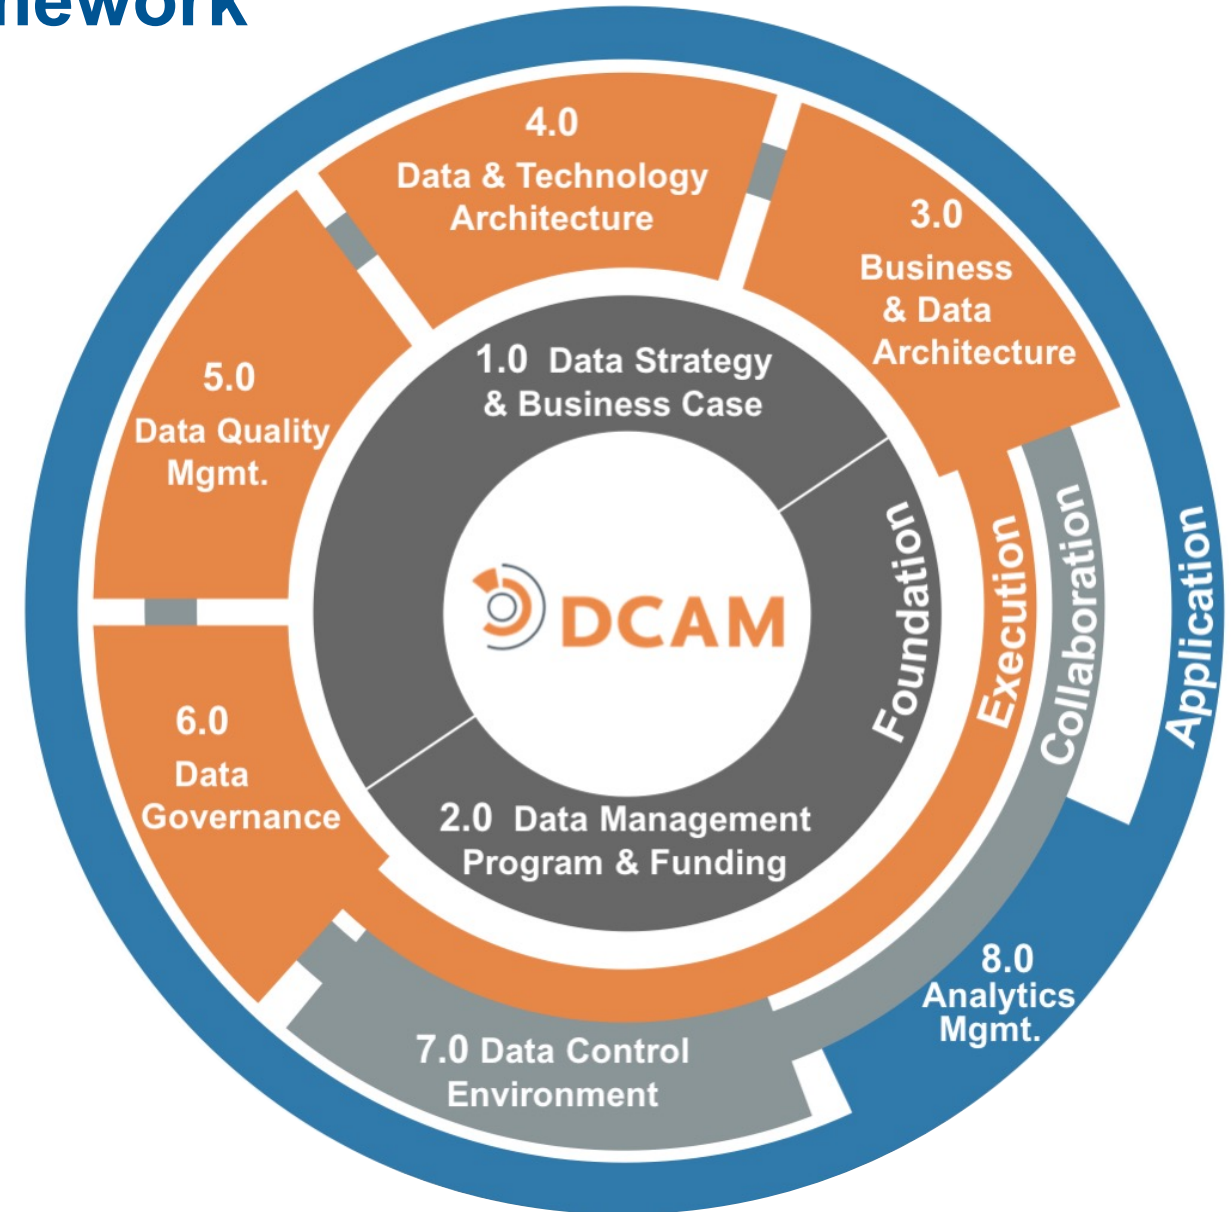 4.0
Data & Technology
Architecture
3.0
Business
& Data
Architecture
5.0
Data Quality
Mgmt.
1.0 Data Strategy
& Business Case
DCAM
Foundation
Execution
Collaboration
Application
6.0
Data
Governance
2.0 Data Management
Program & Funding
8.0
Analytics
Mgmt.
7.0 Data Control
Environment